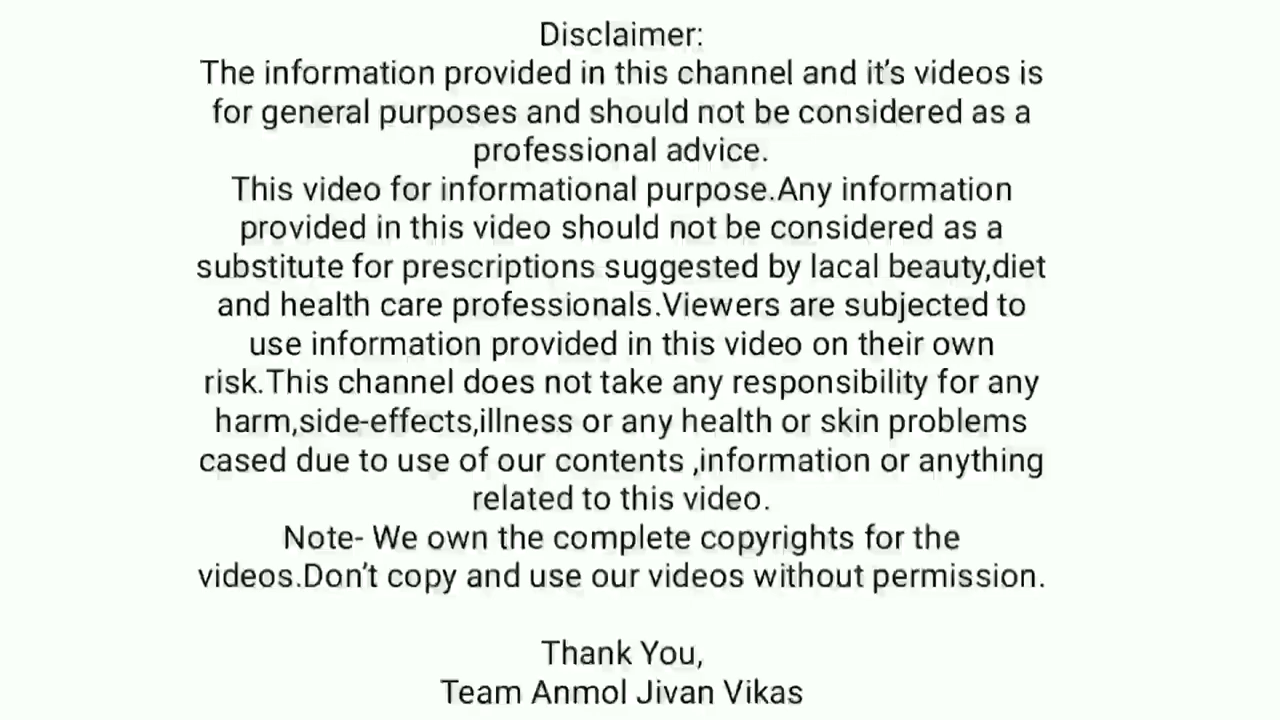 Disclaimer:
The information provided in this channel and it's videos is
for general purposes and should not be considered as a
professional advice.
This video for informational purpose.Any information
provided in this video should not be considered as a
substitute for prescriptions suggested by lacal beauty,diet
and health care professionals.Viewers are subjected to
use information provided in this video on their own
risk.This channel does not take any responsibility for any
harm,side-effects,illness or any health or skin problems
cased due to use of our contents ,information or anything
related to this video.
Note- We own the complete copyrights for the
videos.Don't copy and use our videos without permission.
Thank You,
Team Anmol Jivan Vikas